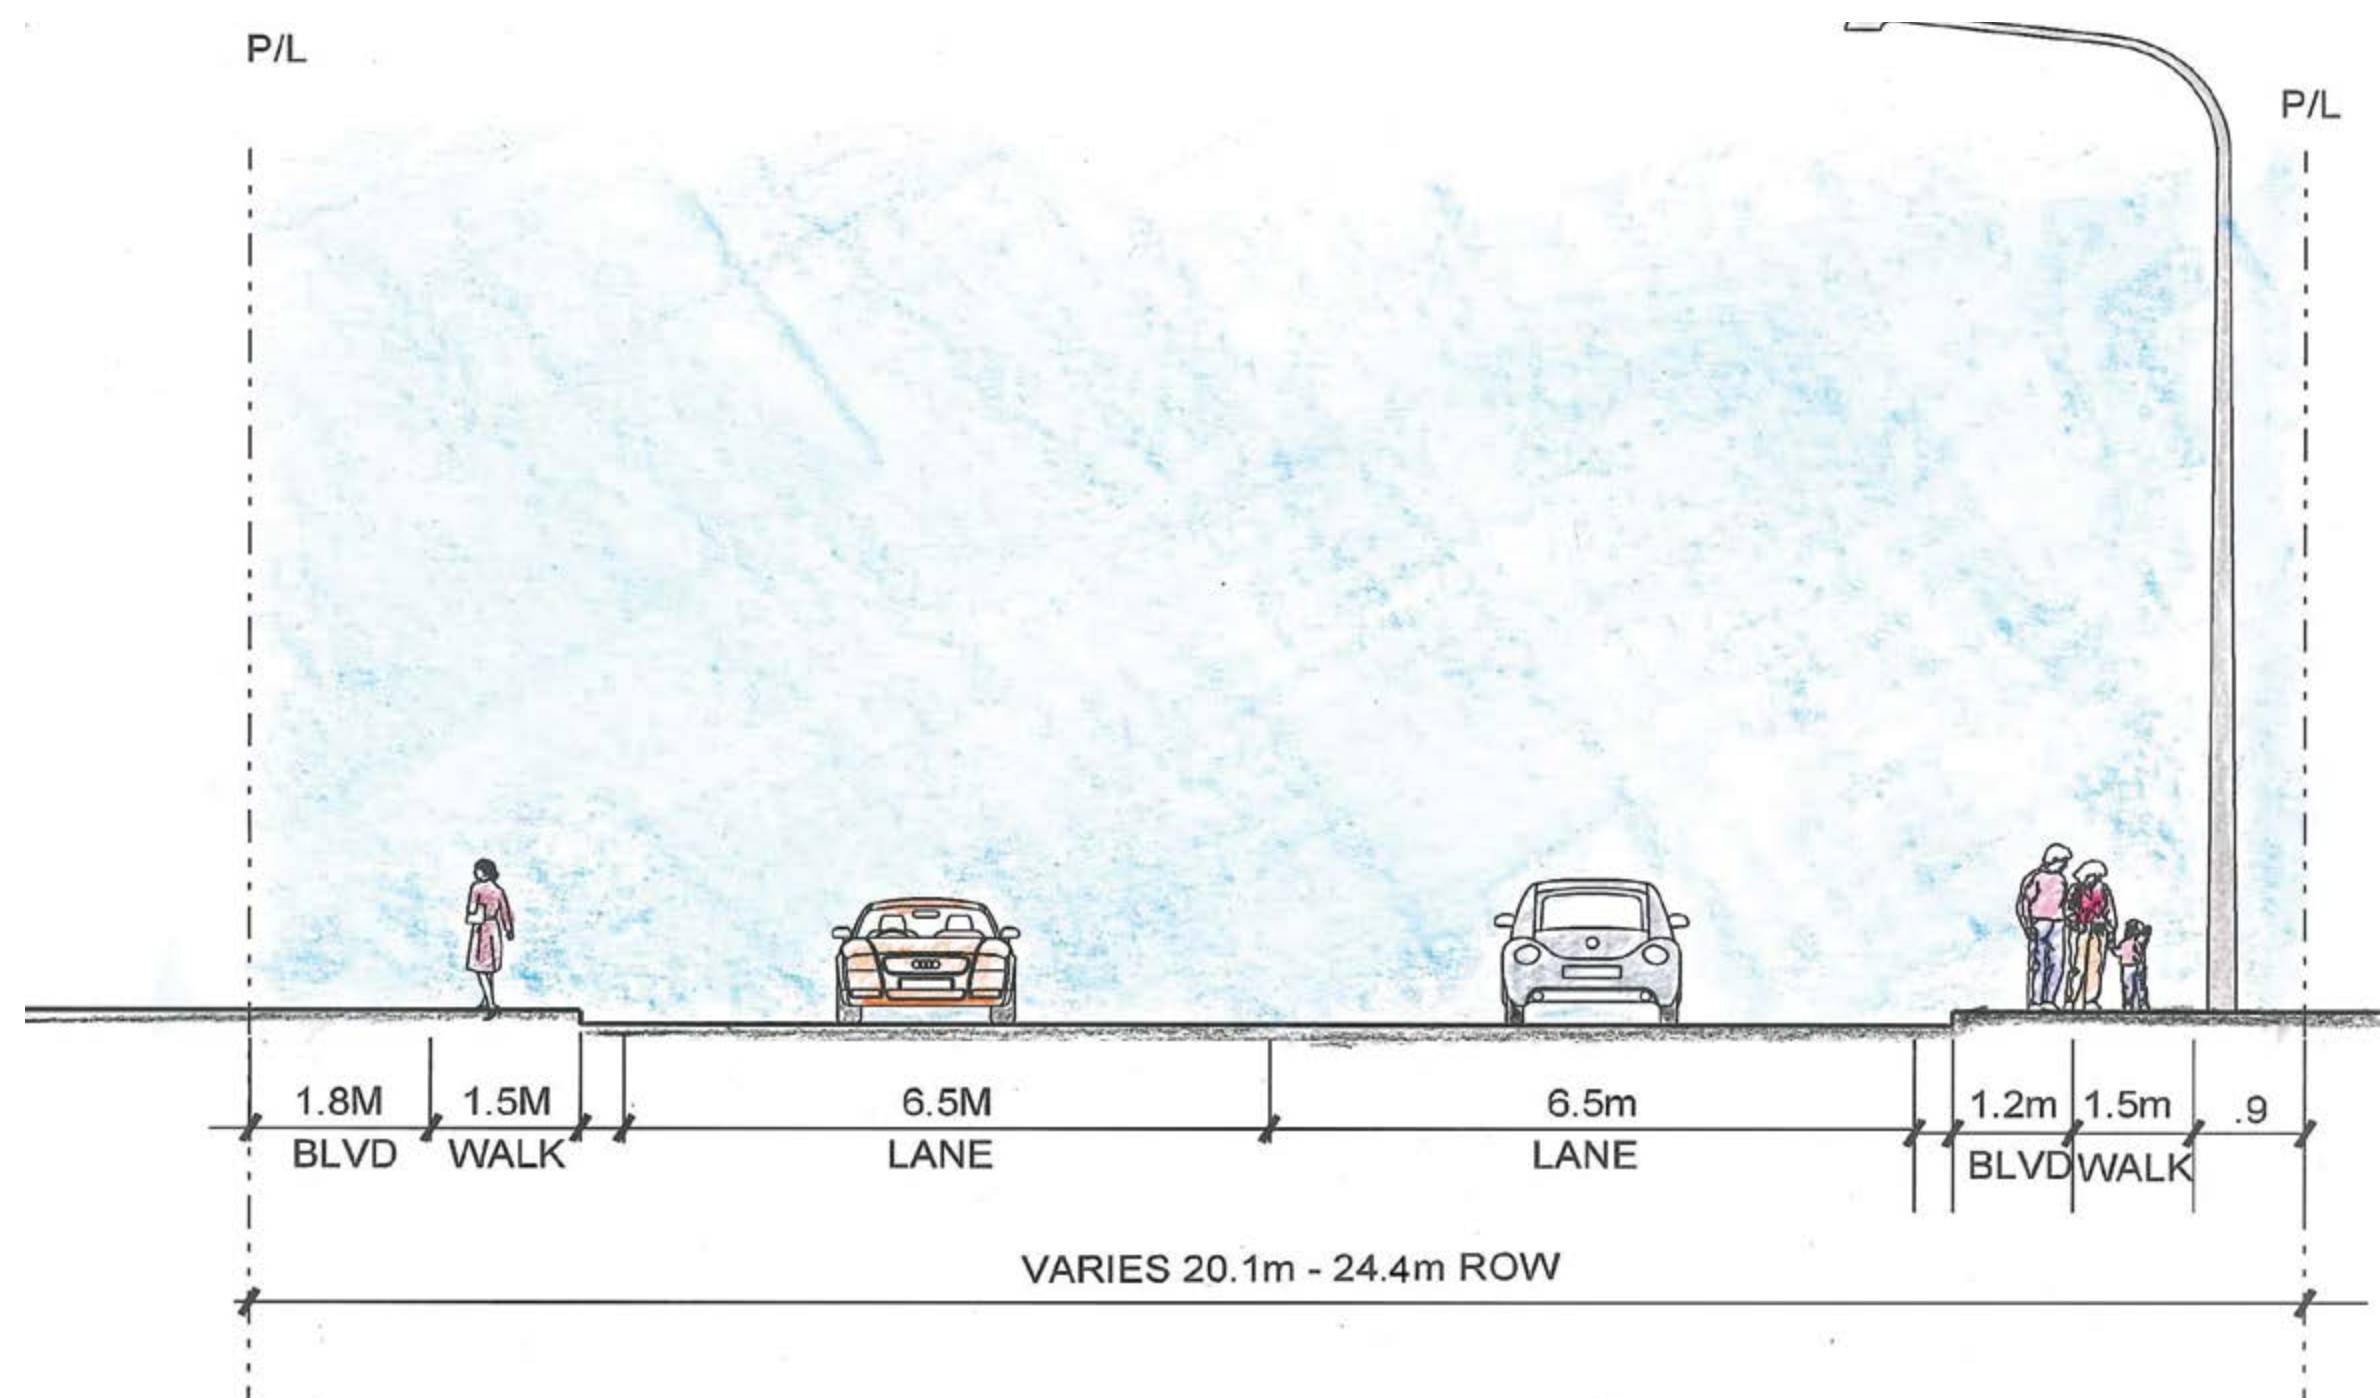 P/L
P/L
1.8M 1.5M 6.5M 6.5m 1.2m 1.5m .9
BLVD WALK LANE LANE BLVD WALK
VARIES 20.1m - 24.4m ROW